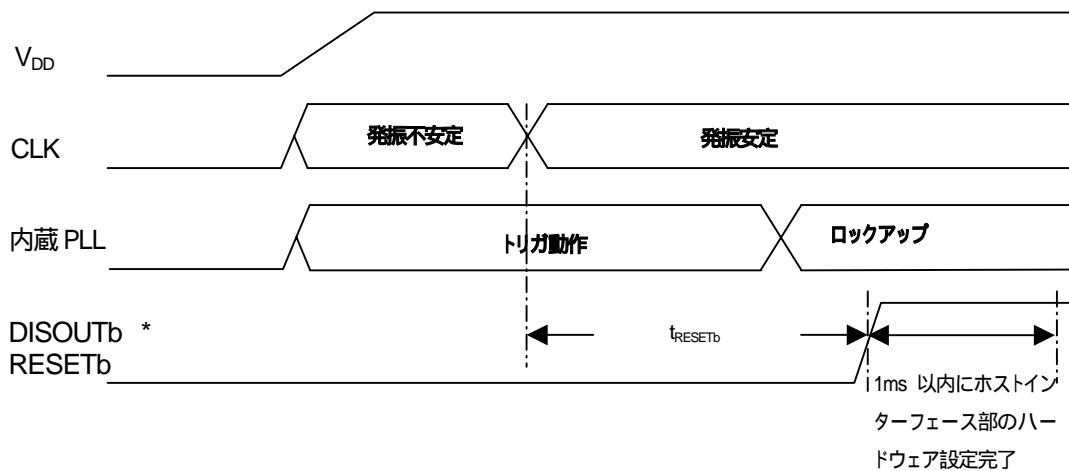 VDD
CLK
発振不安定
発振安定
内蔵 PLL
トリガ動作
ロックアップ
DISOUTb *
RESETb
tRESETb
1ms 以内にホストイン
ターフェース部のハー
ドウェア設定完了